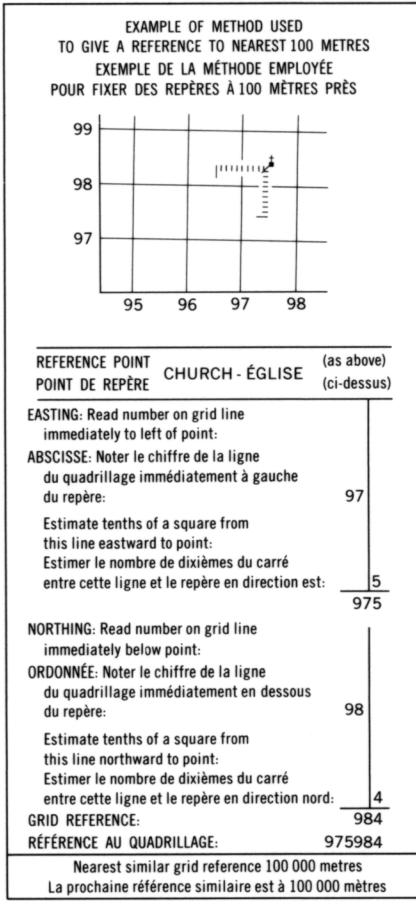 EXAMPLE OF METHOD USED
TO GIVE A REFERENCE TO NEAREST 100 METRES
EXEMPLE DE LA MÉTHODE EMPLOYÉE
POUR FIXER DES REPÈRES À 100 MÈTRES PRÈS
99
98
97
95 96 97 98
REFERENCE POINT CHURCH - ÉGLISE (as above)
POINT DE REPÈRE (ci-dessus)
EASTING: Read number on grid line
immediately to left of point:
ABSCISSE: Noter le chiffre de la ligne
du quadrillage immédiatement à gauche
du repère: 97
Estimate tenths of a square from
this line eastward to point:
Estimer le nombre de dixièmes du carré
entre cette ligne et le repère en direction est: 5
975
NORTHING: Read number on grid line
immediately below point:
ORDONNÉE: Noter le chiffre de la ligne
du quadrillage immédiatement en dessous
du repère: 98
Estimate tenths of a square from
this line northward to point:
Estimer le nombre de dixièmes du carré
entre cette ligne et le repère en direction nord: 4
GRID REFERENCE: 984
RÉFÉRENCE AU QUADRILLAGE: 975984
Nearest similar grid reference 100 000 metres
La prochaine référence similaire est à 100 000 mètres